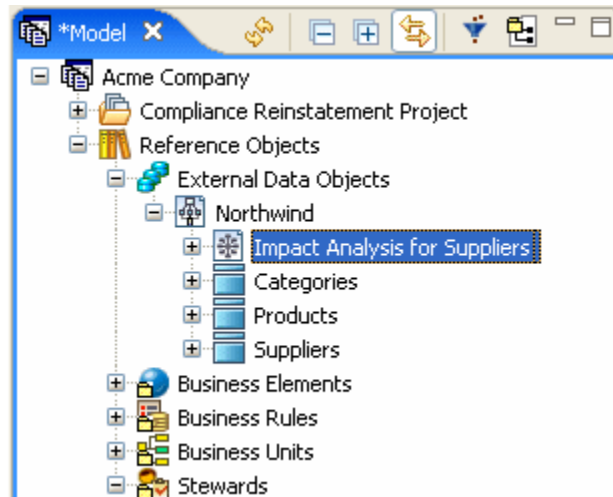 *Model
Acme Company
Compliance Reinstatement Project
Reference Objects
External Data Objects
Northwind
Impact Analysis for Suppliers
Categories
Products
Suppliers
Business Elements
Business Rules
Business Units
Stewards